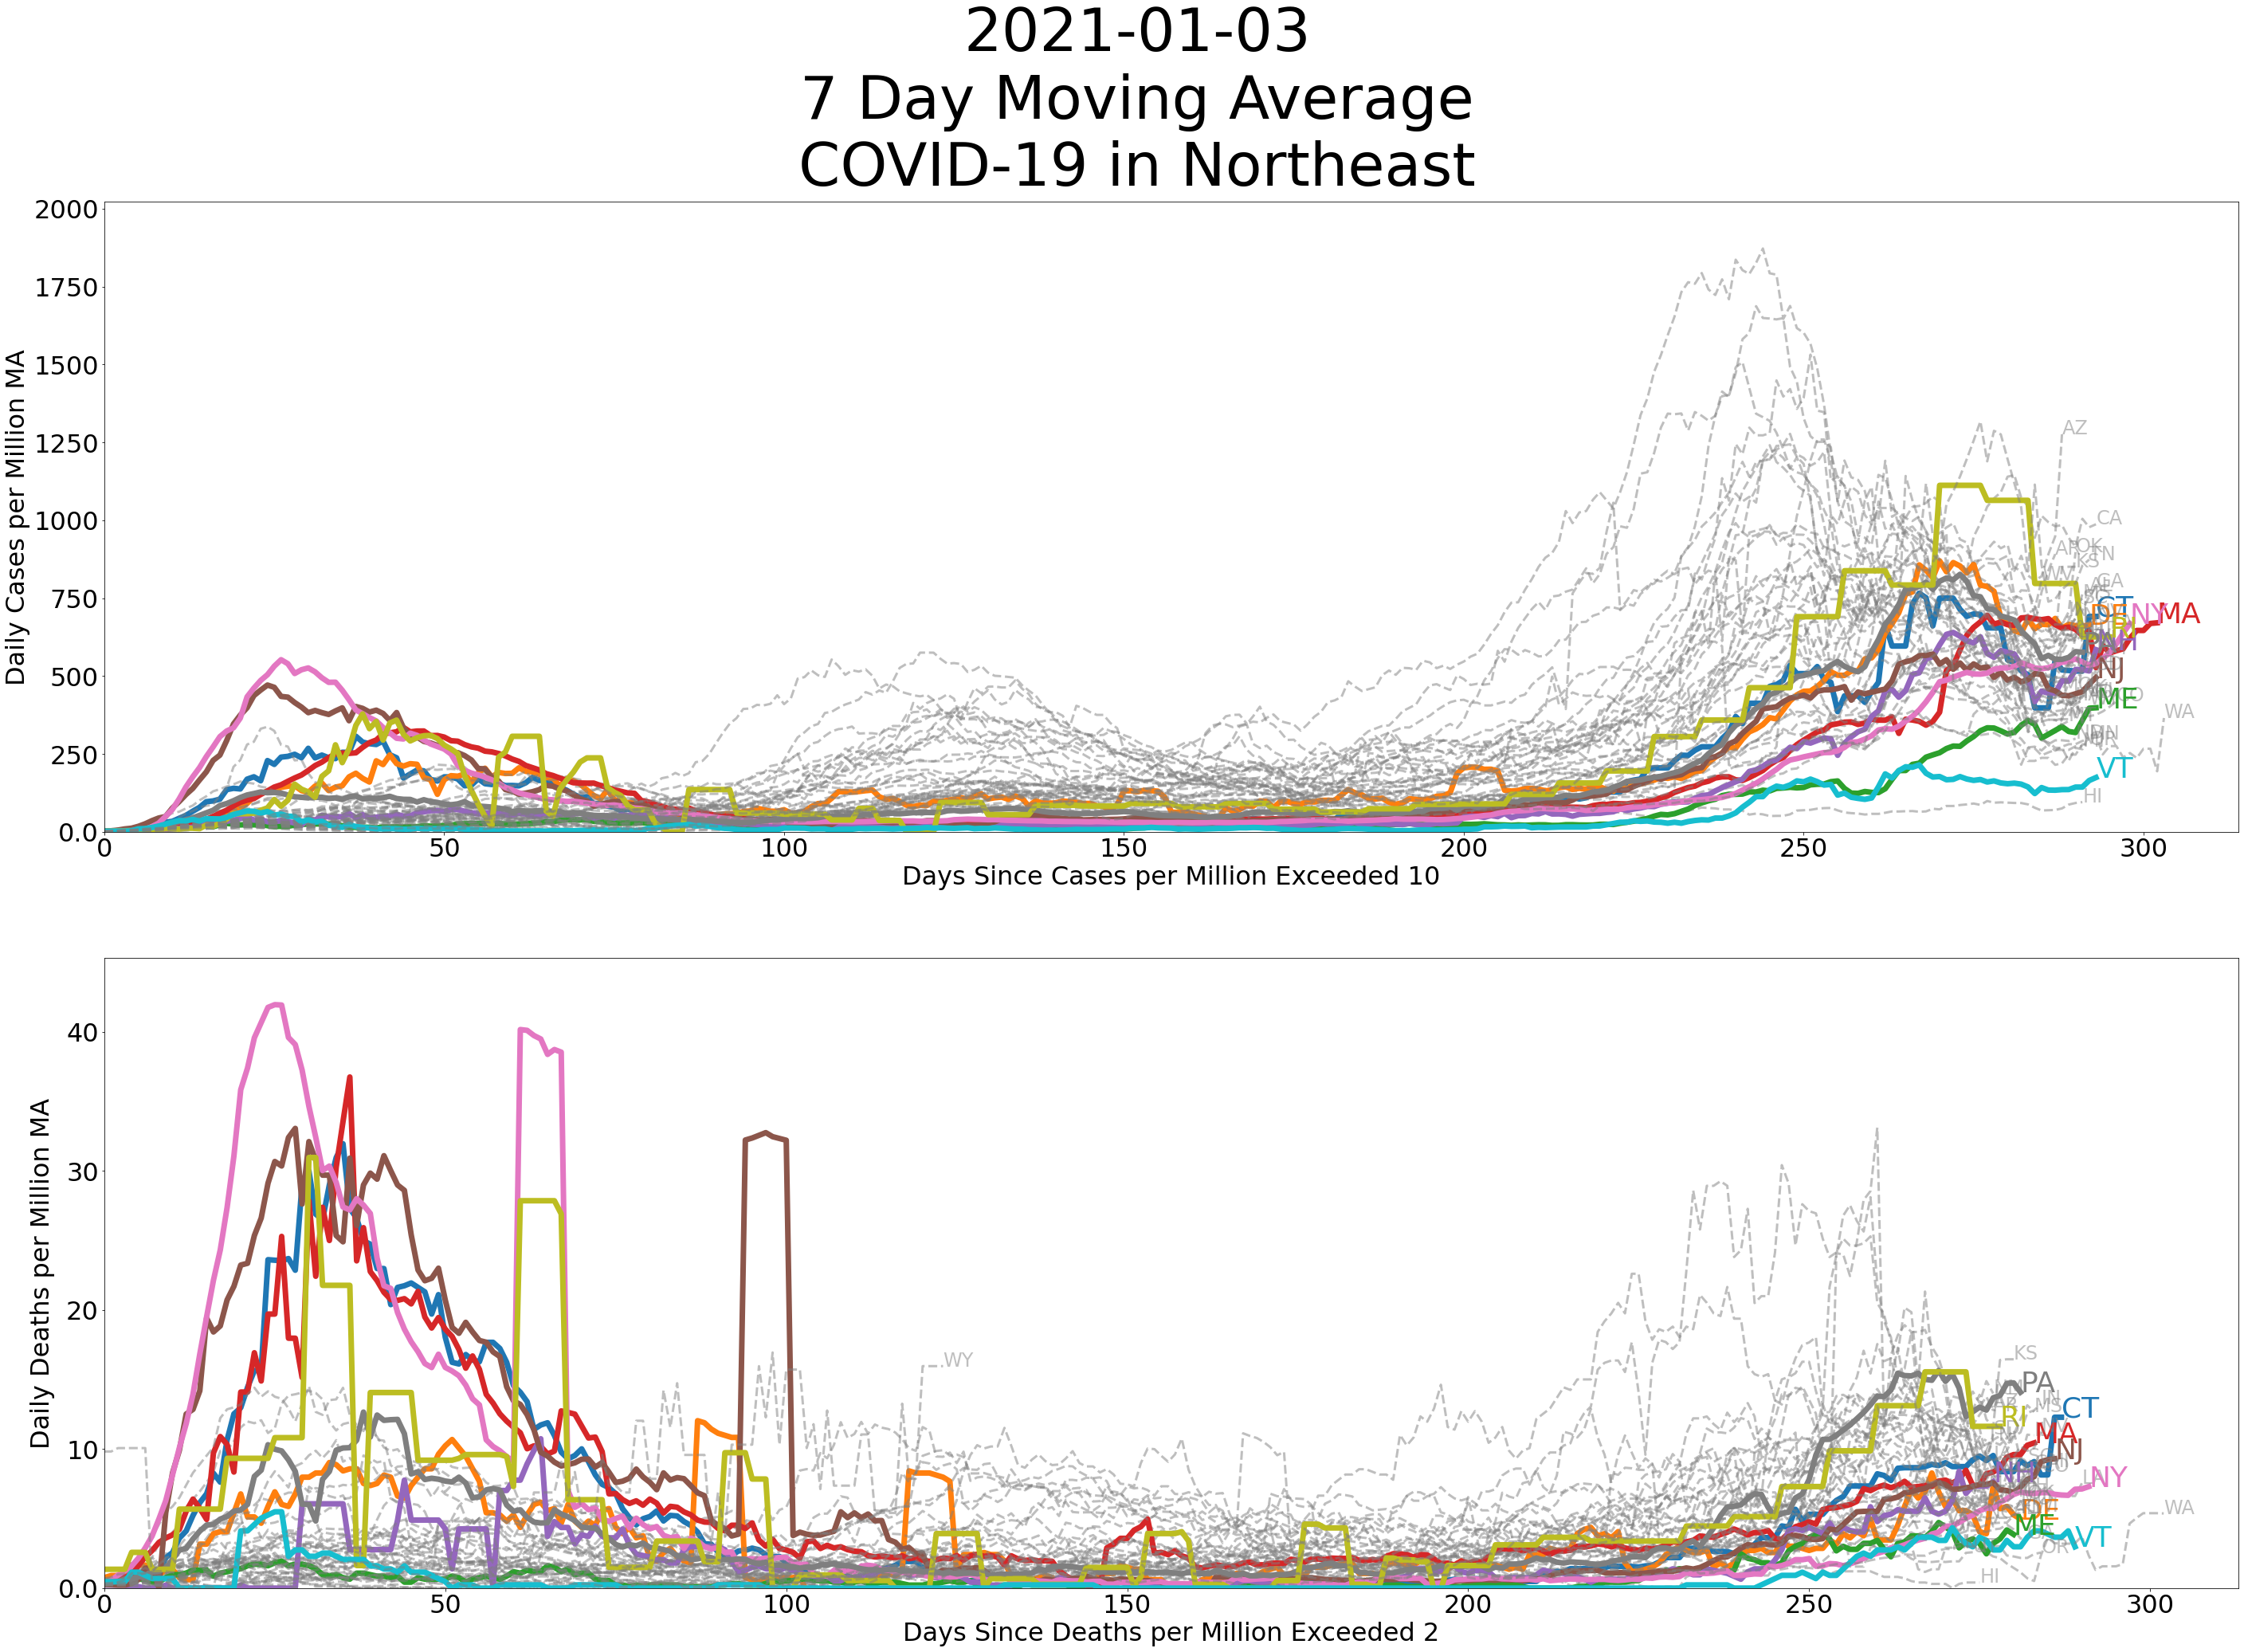 2021-01-03
7 Day Moving Average
COVID-19 in Northeast
Daily Cases per Million MA
2000
1750
1500
1250
1000
750
500
250
0.0
AZ
CA
OK
KS
GA
CT
DE
NY
MA
NJ
ME
WA
VT
HI
0
50
100
150
200
250
300
Days Since Cases per Million Exceeded 10
Daily Deaths per Million MA
40
30
20
10
0.0
WY
KS
PA
CT
MS
RI
MA
NJ
NY
DE
WA
ME
VT
OR
HI
0
50
100
150
200
250
300
Days Since Deaths per Million Exceeded 2